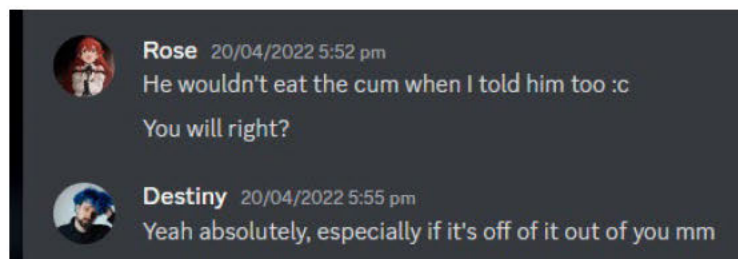 Rose 20/04/2022 5:52 pm
He wouldn't eat the cum when I told him too :c
You will right?
Destiny 20/04/2022 5:55 pm
Yeah absolutely, especially if it's off of it out of you mm